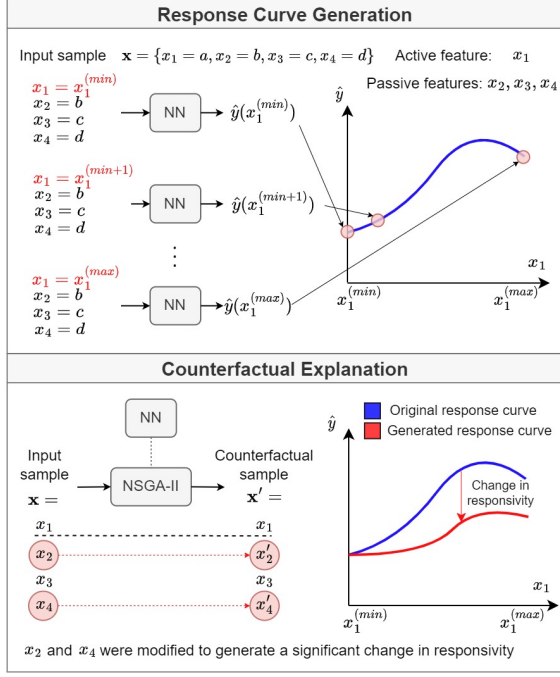 Response Curve Generation
Input sample x = {x₁ = a, x₂ = b, x₃ = c, x₄ = d} Active feature: x₁
Passive features: x₂, x₃, x₄
x₁ = x₁^(min)
x₂ = b
x₃ = c
x₄ = d
NN
ŷ(x₁^(min))
x₁ = x₁^(min+1)
x₂ = b
x₃ = c
x₄ = d
NN
ŷ(x₁^(min+1))
⋮
x₁ = x₁^(max)
x₂ = b
x₃ = c
x₄ = d
NN
ŷ(x₁^(max))
ŷ
x₁
x₁^(min) x₁^(max)
Counterfactual Explanation
NN
Input
sample
x =
NSGA-II
Counterfactual
sample
x′ =
x₁ x₁
x₂ x₂′
x₃ x₃
x₄ x₄′
Original response curve
Generated response curve
ŷ
Change in
responsivity
x₁
x₁^(min) x₁^(max)
x₂ and x₄ were modified to generate a significant change in responsivity